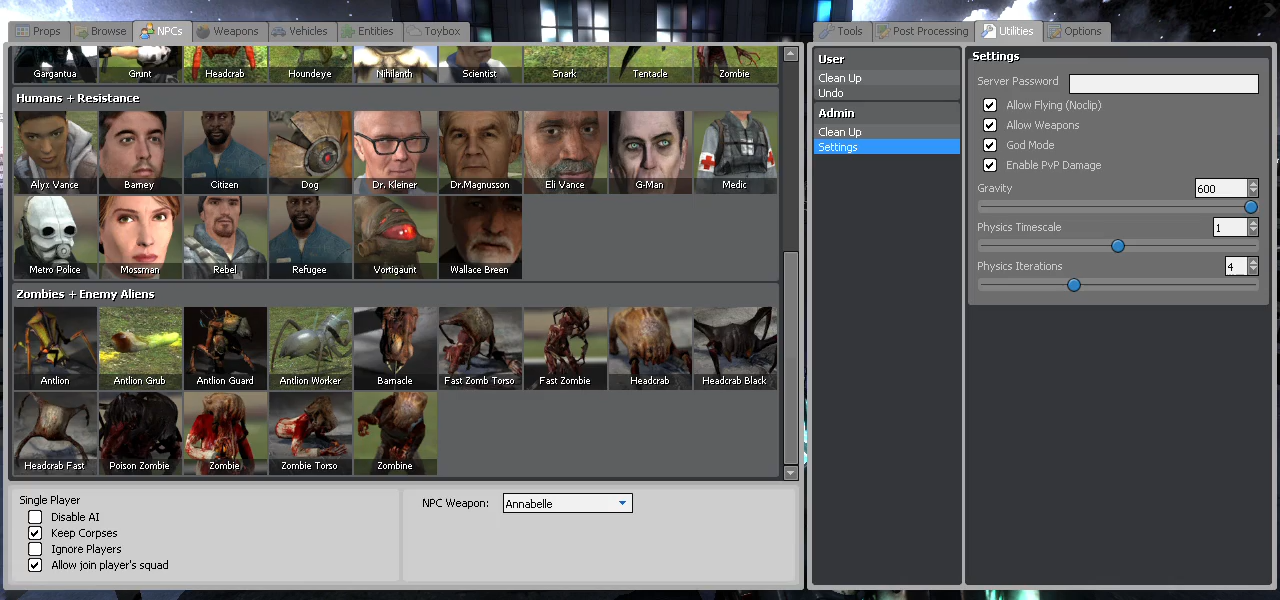 Props Browse NPCs Weapons Vehicles Entities Toybox
Gargantua Grunt Headcrab Houndeye Nihilanth Scientist Snark Tentacle Zombie
Humans + Resistance
Alyx Vance Barney Citizen Dog Dr. Kleiner Dr.Magnusson Eli Vance G-Man Medic
Metro Police Mossman Rebel Refugee Vortigaunt Wallace Breen
Zombies + Enemy Aliens
Antlion Antlion Grub Antlion Guard Antlion Worker Barnacle Fast Zomb Torso Fast Zombie Headcrab Headcrab Black
Headcrab Fast Poison Zombie Zombie Zombie Torso Zombine
Single Player
Disable AI
Keep Corpses
Ignore Players
Allow join player's squad
NPC Weapon: Annabelle
Tools Post Processing Utilities Options
User
Clean Up
Undo
Admin
Clean Up
Settings
Settings
Server Password
Allow Flying (Noclip)
Allow Weapons
God Mode
Enable PvP Damage
Gravity 600
Physics Timescale 1
Physics Iterations 4